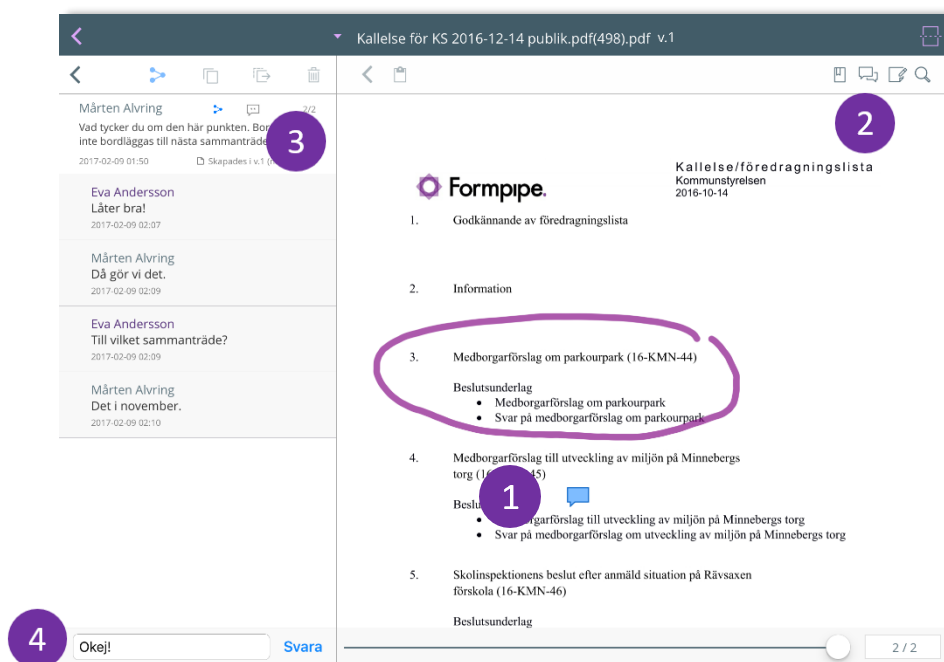 Kallelse för KS 2016-12-14 publik.pdf(498).pdf v.1
Mårten Alvring
2/2
Vad tycker du om den här punkten. Bor
inte bordläggas till nästa sammanträde
2017-02-09 01:50 Skapades i v.1
3
Eva Andersson
Låter bra!
2017-02-09 02:07
Mårten Alvring
Då gör vi det.
2017-02-09 02:09
Eva Andersson
Till vilket sammanträde?
2017-02-09 02:09
Mårten Alvring
Det i november.
2017-02-09 02:10
4
Okej!
Svara
2
Formpipe.
Kallelse/föredragningslista
Kommunstyrelsen
2016-10-14
1. Godkännande av föredragningslista
2. Information
3. Medborgarförslag om parkourpark (16-KMN-44)
Beslutsunderlag
• Medborgarförslag om parkourpark
• Svar på medborgarförslag om parkourpark
4. Medborgarförslag till utveckling av miljön på Minnebergs
torg
1
• till utveckling av miljön på Minnebergs torg
• Svar på medborgarförslag om utveckling av miljön på Minnebergs torg
5. Skolinspektionens beslut efter anmäld situation på Rävsaxen
förskola (16-KMN-46)
Beslutsunderlag
2 / 2